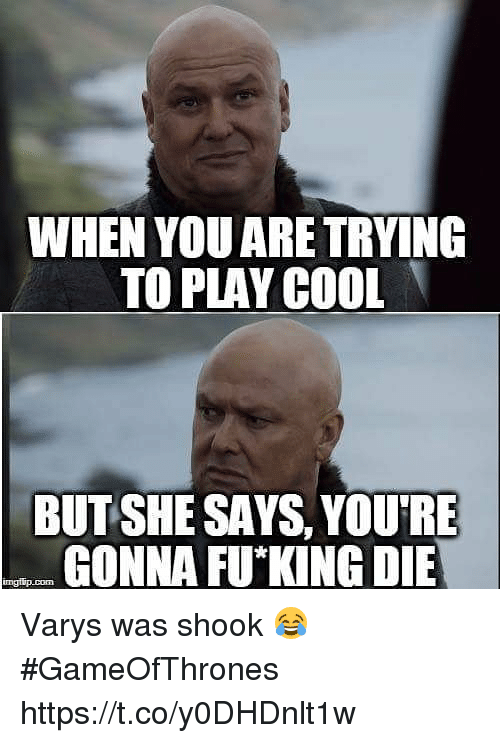 WHEN YOU ARE TRYING
TO PLAY COOL
BUT SHE SAYS, YOU'RE
GONNA FU*KING DIE
imgflip.com
Varys was shook 😂
#GameOfThrones
https://t.co/y0DHDnlt1w